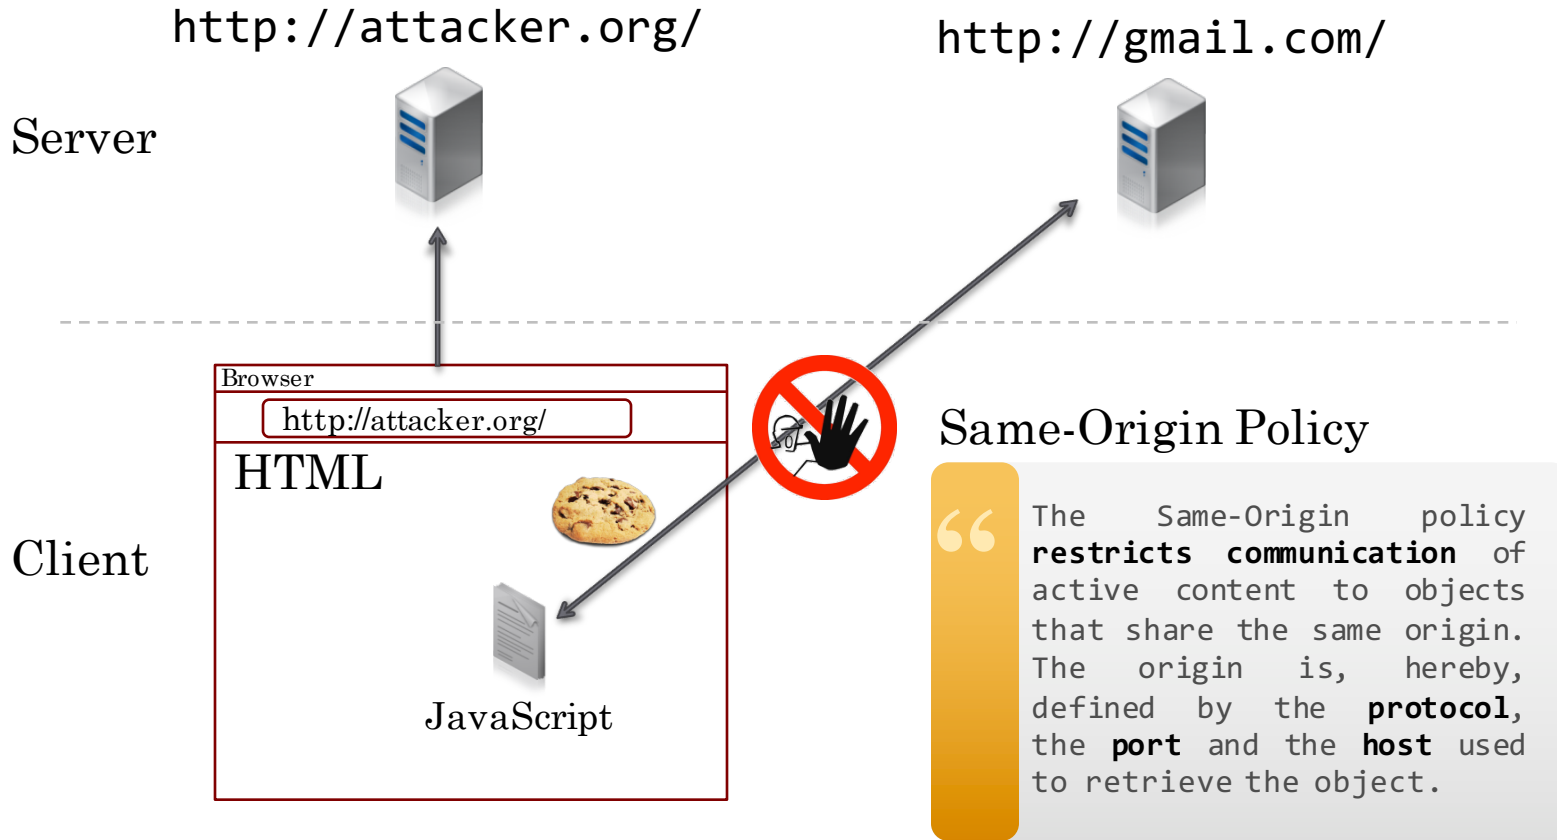 http://attacker.org/
http://gmail.com/
Server
Browser
http://attacker.org/
HTML
Client
JavaScript
Same-Origin Policy
“
The Same-Origin policy
restricts communication of
active content to objects
that share the same origin.
The origin is, hereby,
defined by the protocol,
the port and the host used
to retrieve the object.